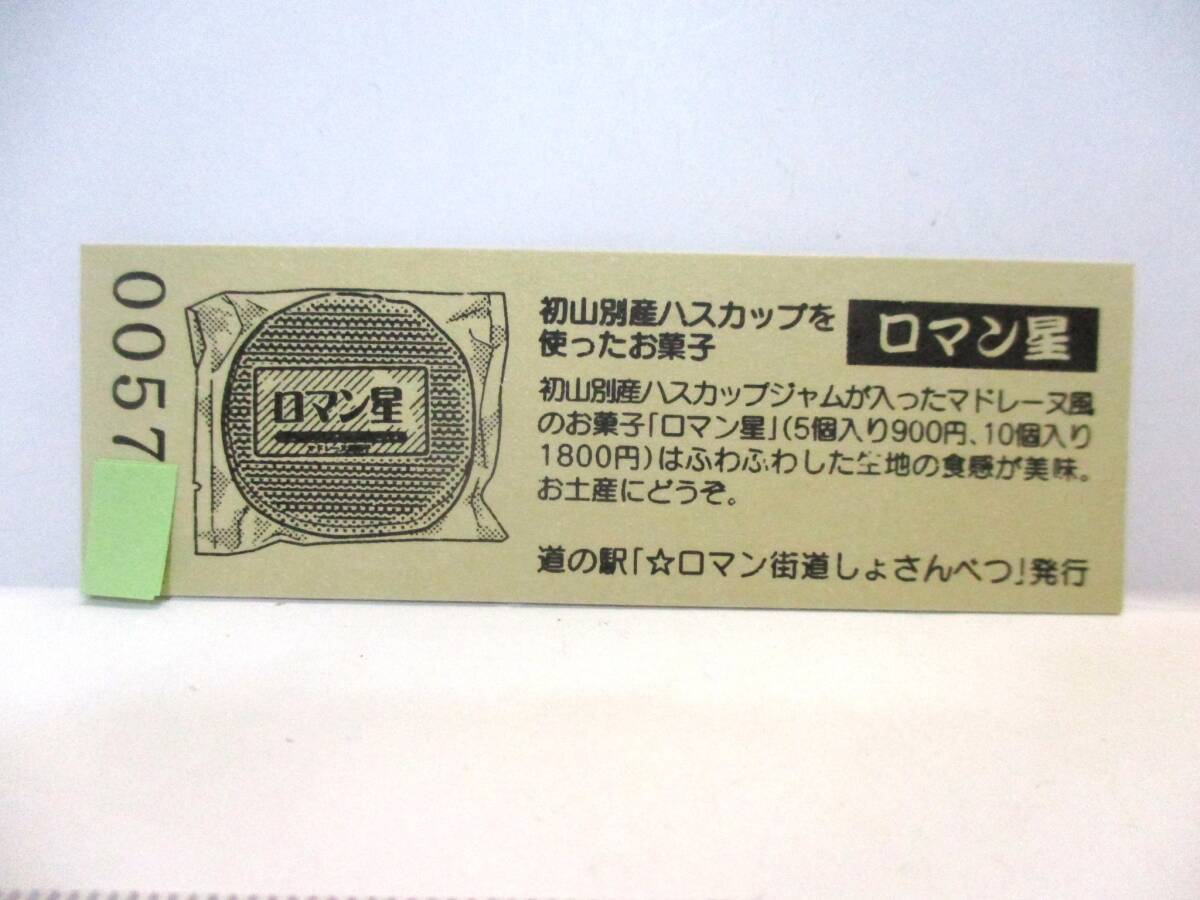 0057
ロマン星
初山別産ハスカップを
使ったお菓子
ロマン星
初山別産ハスカップジャムが入ったマドレーヌ風
のお菓子「ロマン星」(5個入り900円、10個入り
1800円)はふわふわした生地の食感が美味。
お土産にどうぞ。
道の駅「☆ロマン街道しょさんべつ」発行